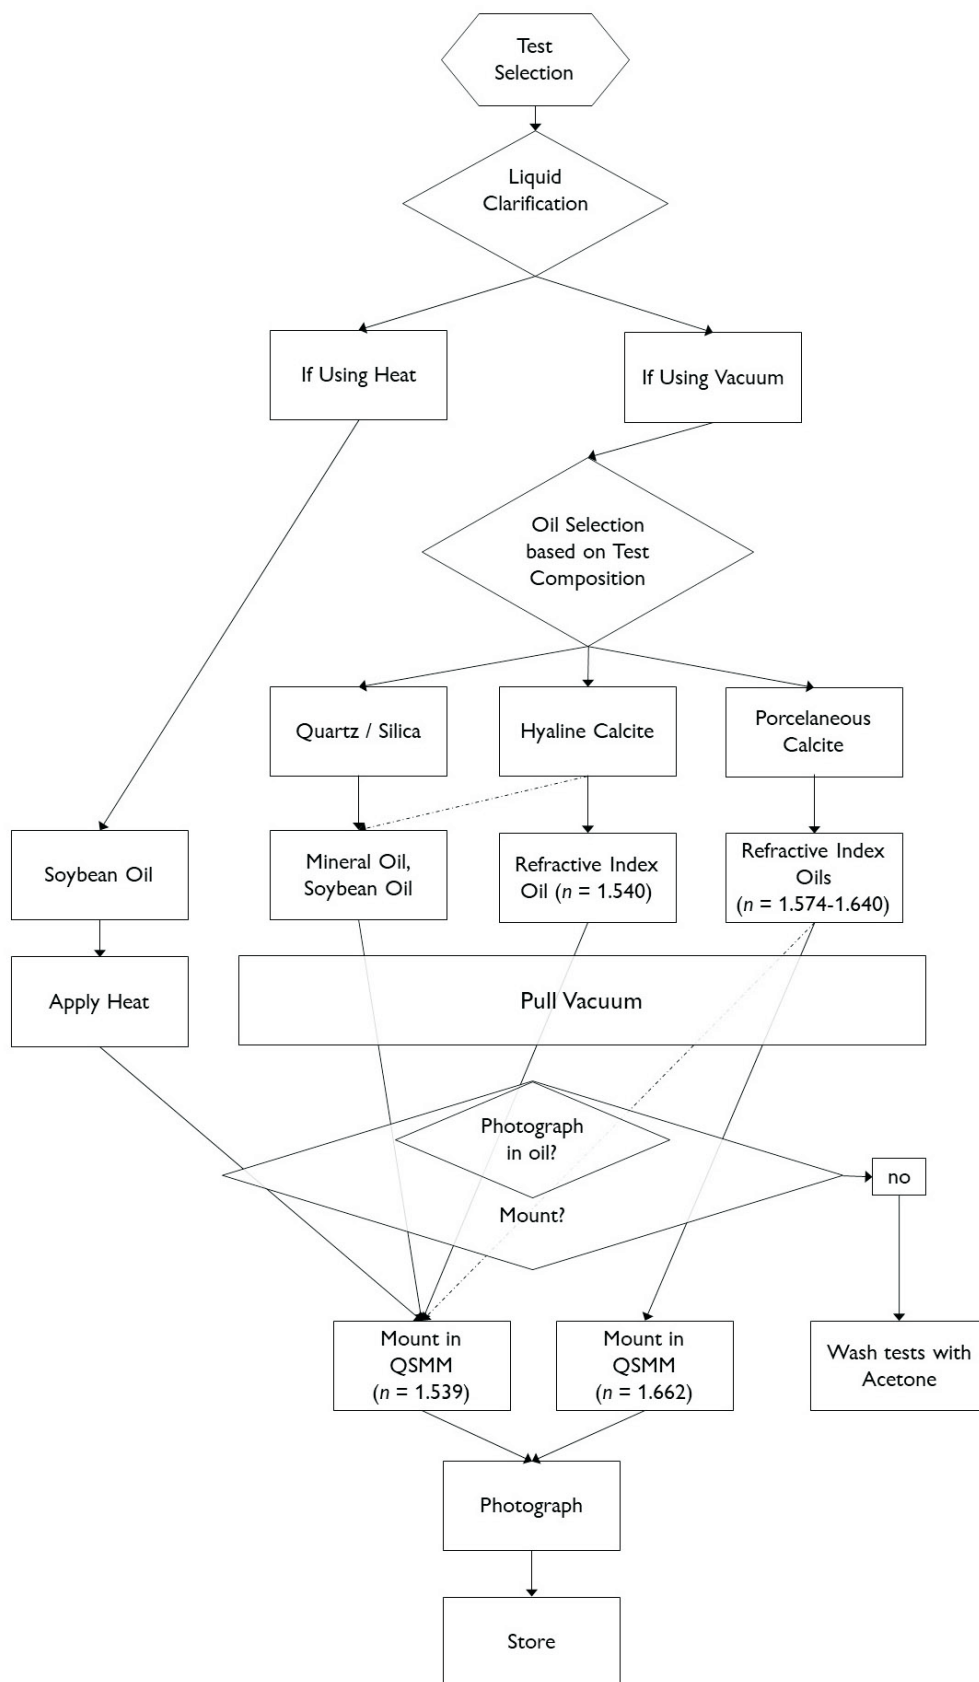 Test
Selection
Liquid
Clarification
If Using Heat
If Using Vacuum
Oil Selection
based on Test
Composition
Quartz / Silica
Hyaline Calcite
Porcelaneous
Calcite
Soybean Oil
Mineral Oil,
Soybean Oil
Refractive Index
Oil (n = 1.540)
Refractive Index
Oils
(n = 1.574-1.640)
Apply Heat
Pull Vacuum
Photograph
in oil?
Mount?
no
Mount in
QSMM
(n = 1.539)
Mount in
QSMM
(n = 1.662)
Wash tests with
Acetone
Photograph
Store